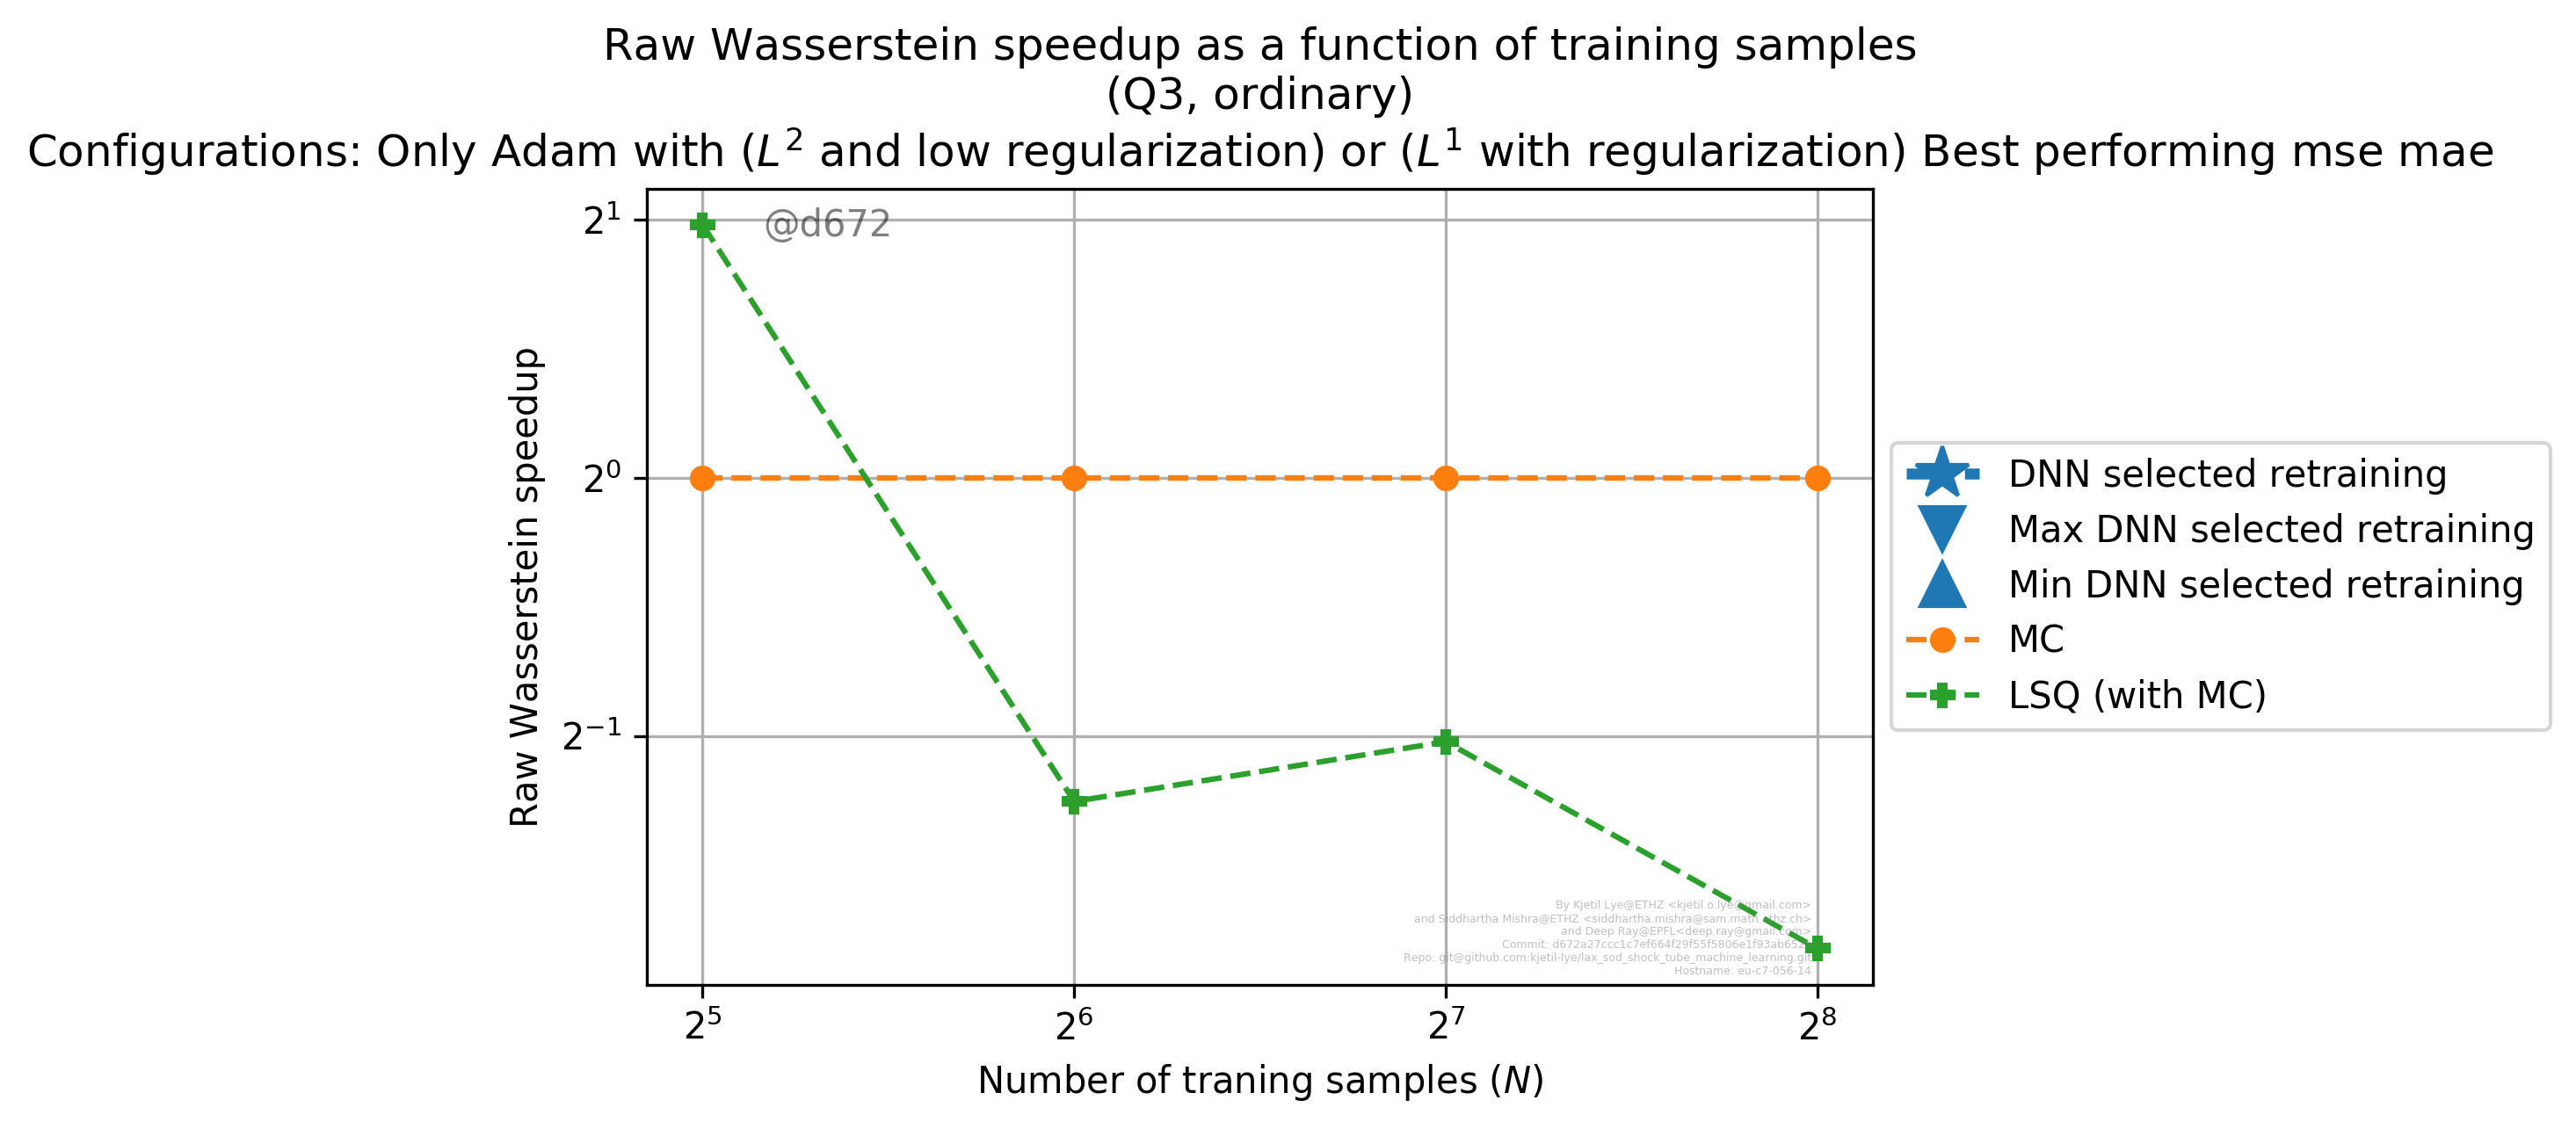 Raw Wasserstein speedup as a function of training samples
(Q3, ordinary)
Configurations: Only Adam with (L² and low regularization) or (L¹ with regularization) Best performing mse mae
@d672
2¹
2⁰
2⁻¹
Raw Wasserstein speedup
DNN selected retraining
Max DNN selected retraining
Min DNN selected retraining
MC
LSQ (with MC)
By Kjetil Lye@ETHZ <kjetil.o.lye@gmail.com>
and Siddhartha Mishra@ETHZ <siddhartha.mishra@sam.math.ethz.ch>
and Deep Ray@EPFL<deep.ray@gmail.com>
Commit:
Repo: git@github.com:kjetil-lye/lax_sod_shock_tube_machine_learning.git
Hostname: eu-c7-056-14
2⁵ 2⁶ 2⁷ 2⁸
Number of traning samples (N)